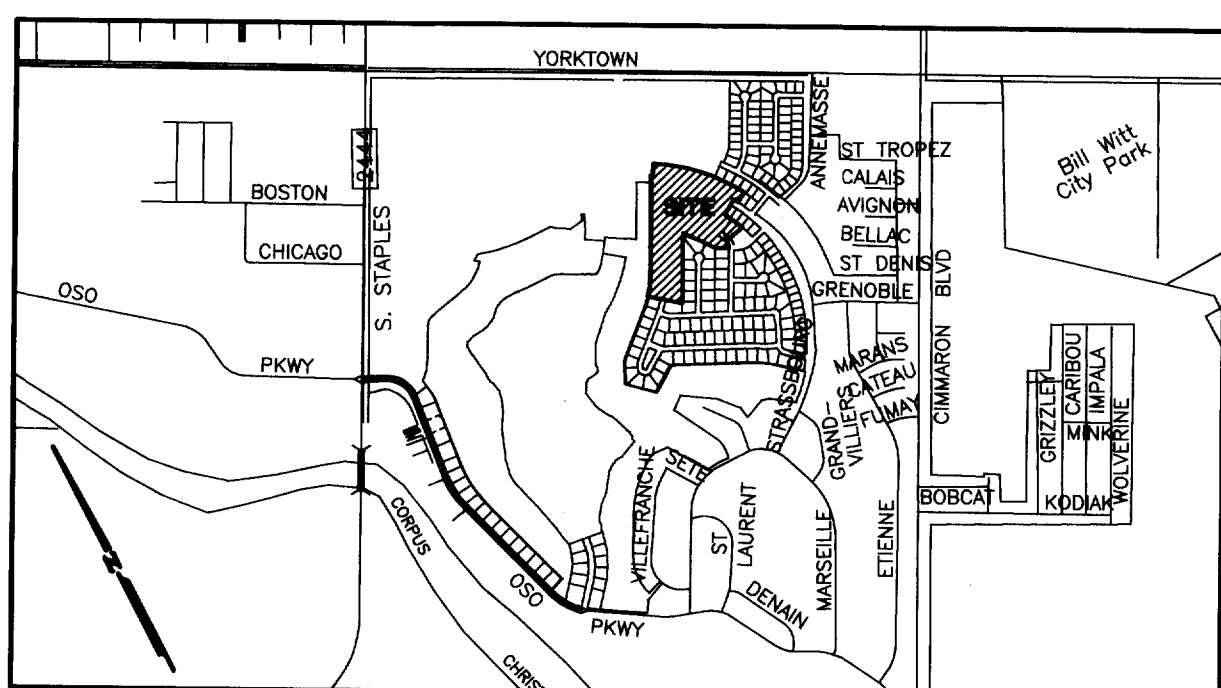 YORKTOWN
ANNEMASSE
Bill Witt
City Park
2444
ST TROPEZ
CALAIS
AVIGNON
BELLAC
ST DENIS
GRENOBLE
BOSTON
CHICAGO
S. STAPLES
SITE
OSO
PKWY
CIMMARON BLVD
STRASSBOURG
MARANS
CATEAU
FUMAY
GRAND-
VILLIERS
GRIZZLEY
CARIBOU
IMPALA
MINK
WOLVERINE
BOBCAT
KODIAK
SETE
VILLEFRANCHE
ST
LAURENT
MARSEILLE
ETIENNE
DENAIN
CORPUS
OSO
PKWY
N